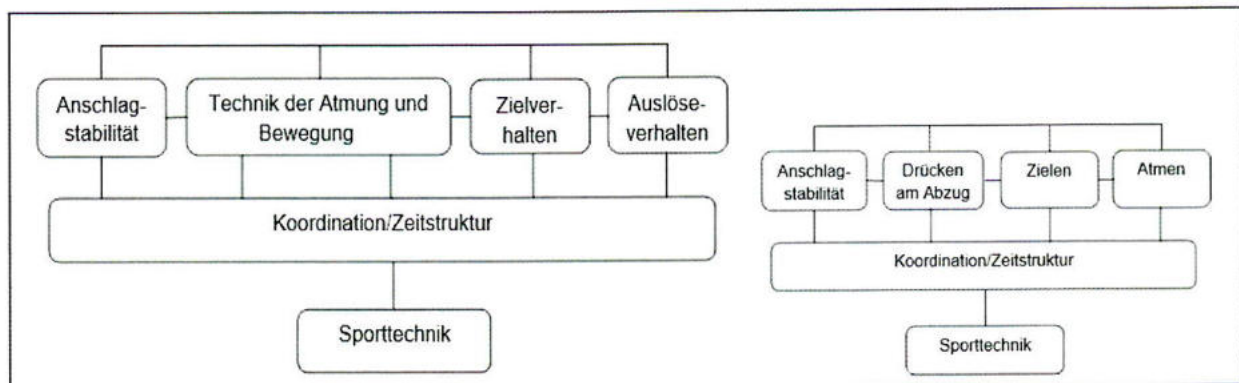 Anschlag-
stabilität
Technik der Atmung und
Bewegung
Zielver-
halten
Auslöse-
verhalten
Koordination/Zeitstruktur
Sporttechnik
Anschlag-
stabilität
Drücken
am Abzug
Zielen
Atmen
Koordination/Zeitstruktur
Sporttechnik